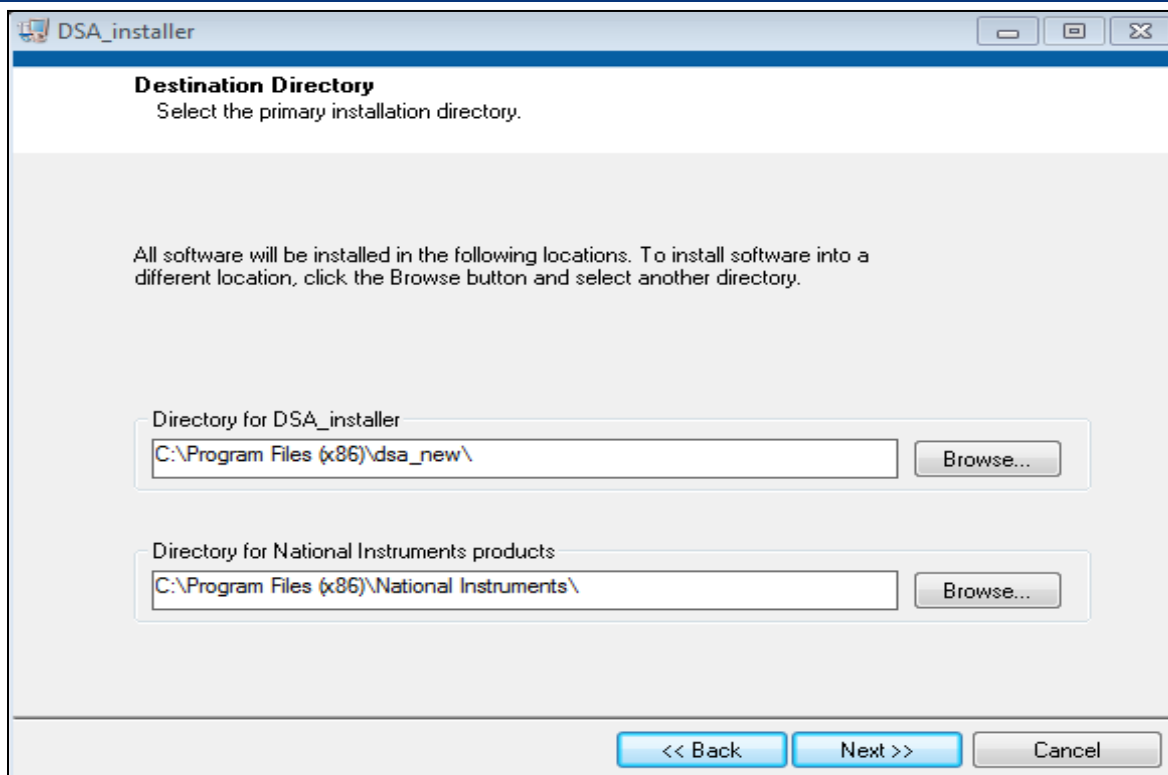 DSA_installer
Destination Directory
Select the primary installation directory.
All software will be installed in the following locations. To install software into a
different location, click the Browse button and select another directory.
Directory for DSA_installer
C:\Program Files (x86)\dsa_new\
Browse...
Directory for National Instruments products
C:\Program Files (x86)\National Instruments\
Browse...
<< Back
Next >>
Cancel